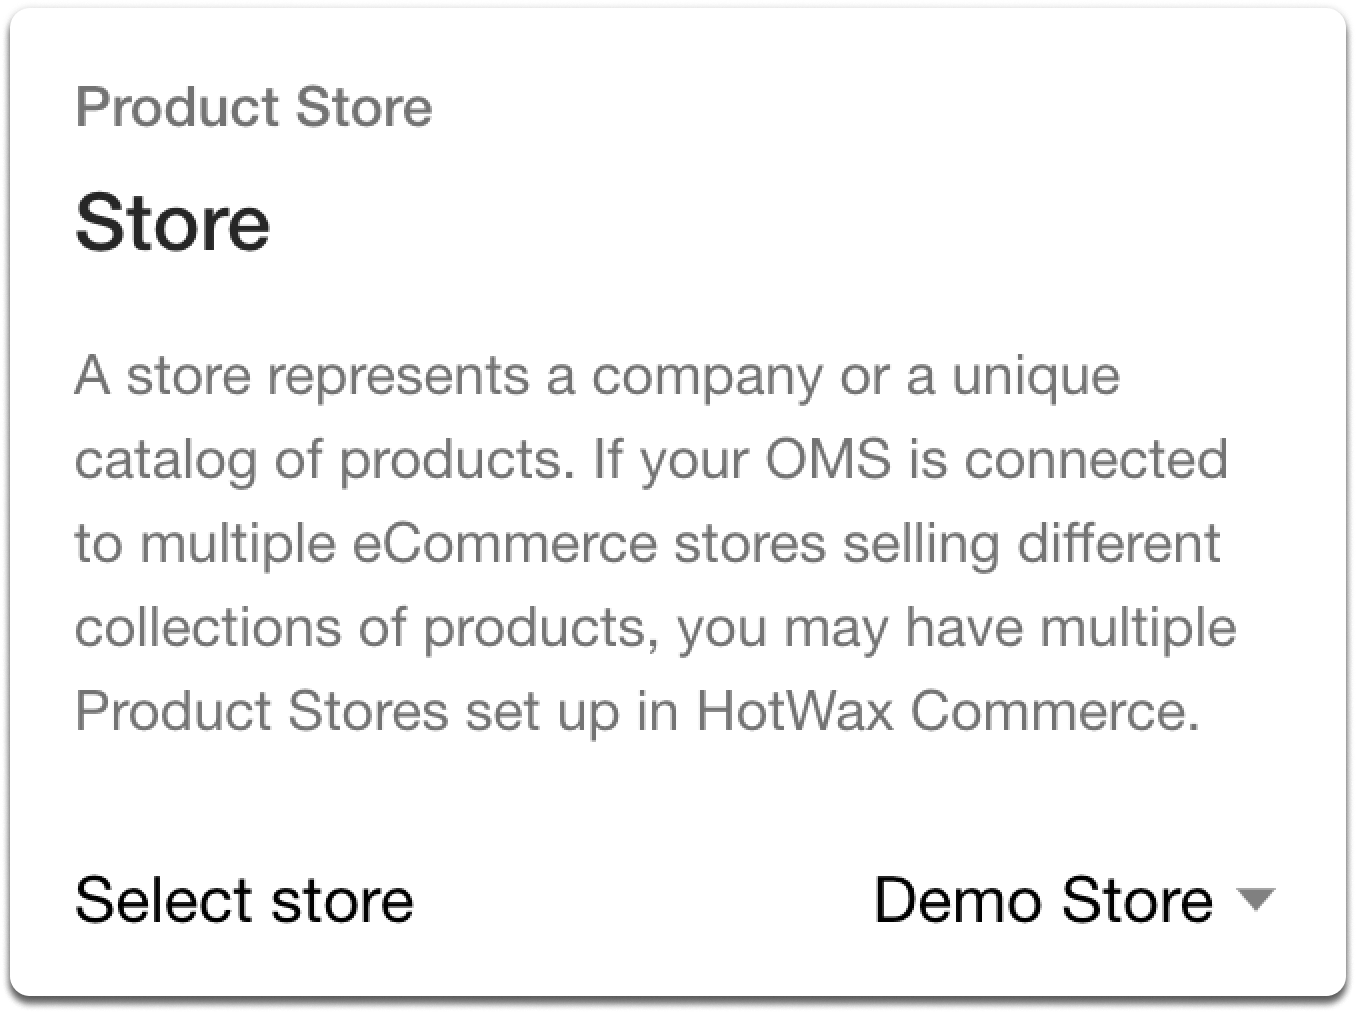 Product Store
Store
A store represents a company or a unique
catalog of products. If your OMS is connected
to multiple eCommerce stores selling different
collections of products, you may have multiple
Product Stores set up in HotWax Commerce.
Select store
Demo Store